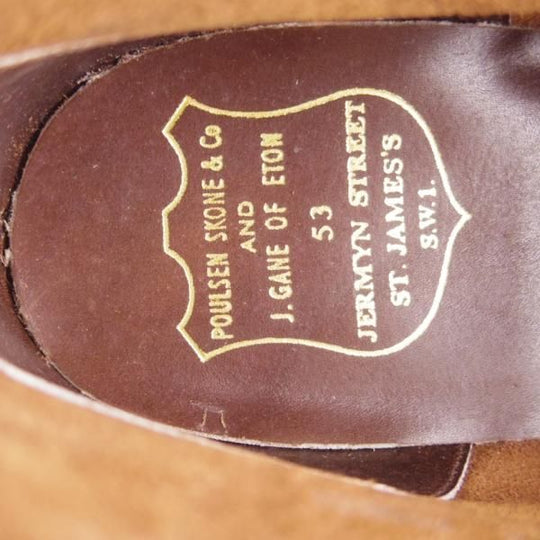 POULSEN SKONE & Co
AND
J. GANE OF ETON
53
JERMYN STREET
ST. JAMES'S
S.W.1.